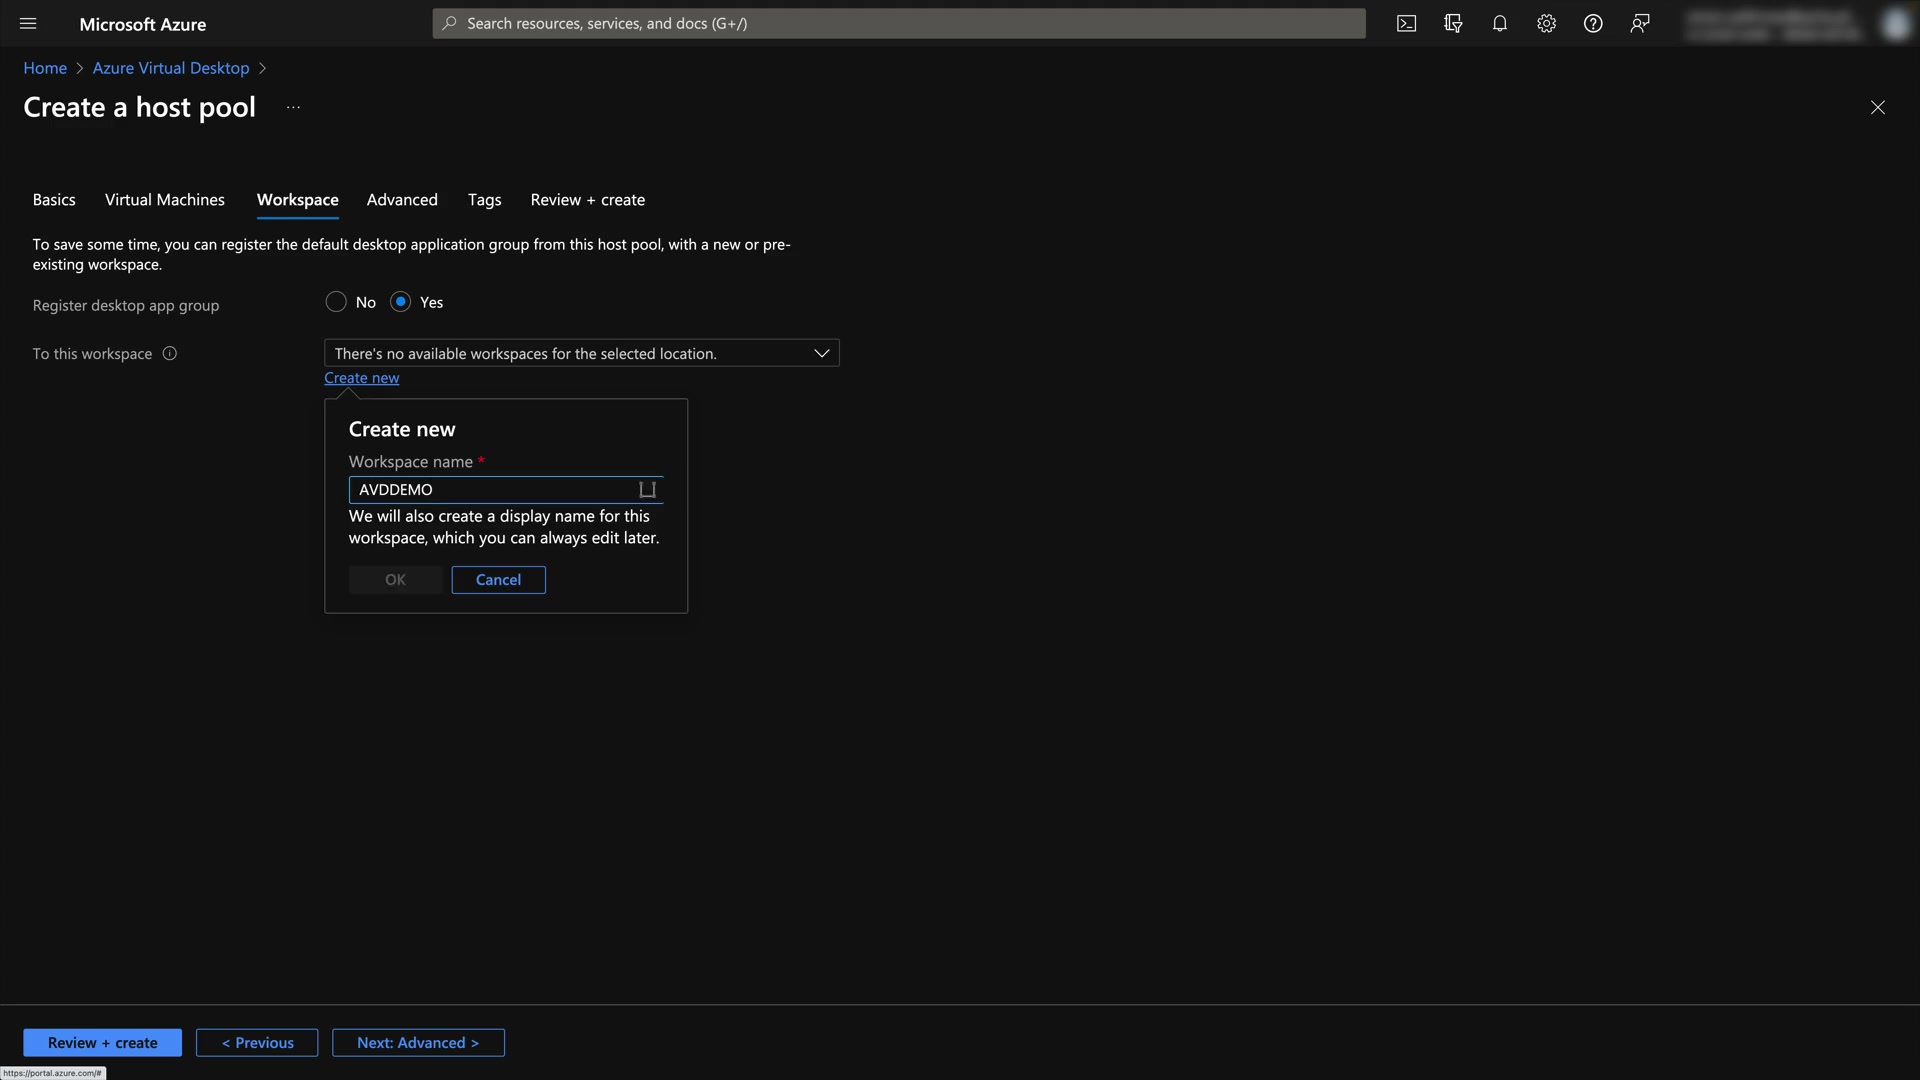 Microsoft Azure
Search resources, services, and docs (G+/)
Home > Azure Virtual Desktop >
Create a host pool ...
Basics Virtual Machines Workspace Advanced Tags Review + create
To save some time, you can register the default desktop application group from this host pool, with a new or pre-
existing workspace.
Register desktop app group No Yes
To this workspace There's no available workspaces for the selected location.
Create new
Create new
Workspace name *
AVDDEMO
We will also create a display name for this
workspace, which you can always edit later.
OK Cancel
Review + create < Previous Next: Advanced >
https://portal.azure.com/#